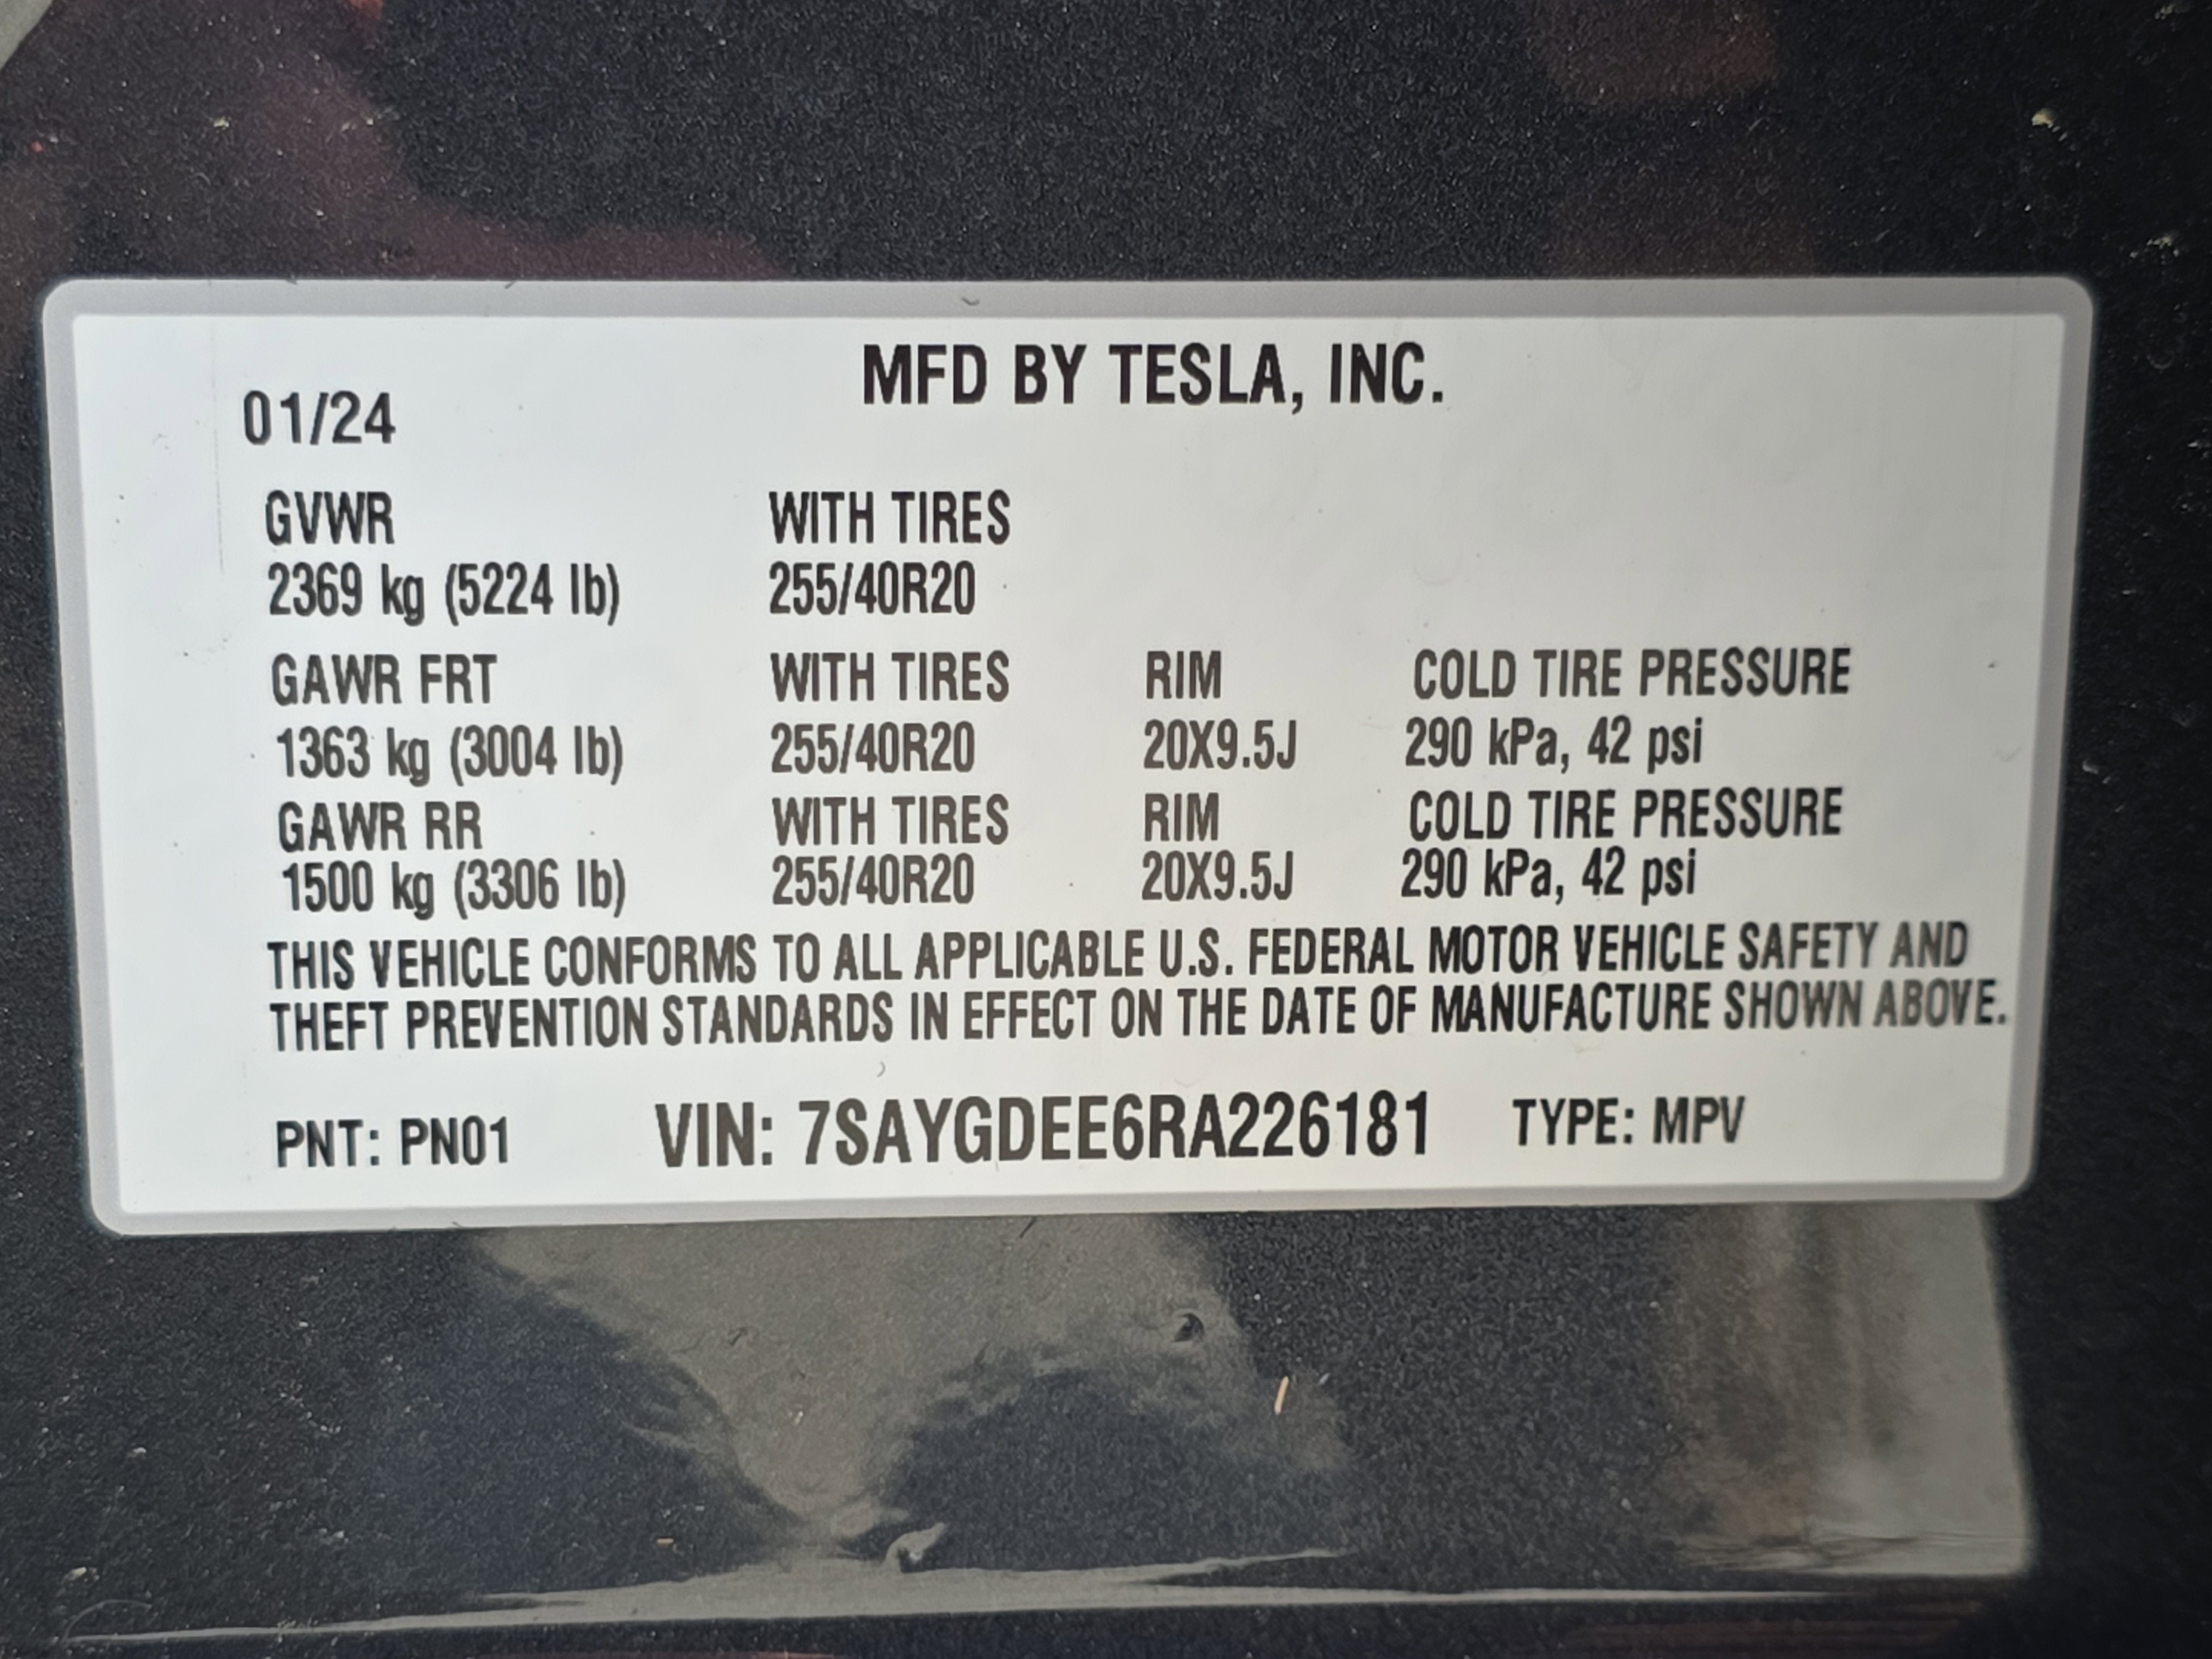 MFD BY TESLA, INC.
01/24
GVWR WITH TIRES
2369 kg (5224 lb) 255/40R20
GAWR FRT WITH TIRES RIM COLD TIRE PRESSURE
1363 kg (3004 lb) 255/40R20 20X9.5J 290 kPa, 42 psi
GAWR RR WITH TIRES RIM COLD TIRE PRESSURE
1500 kg (3306 lb) 255/40R20 20X9.5J 290 kPa, 42 psi
THIS VEHICLE CONFORMS TO ALL APPLICABLE U.S. FEDERAL MOTOR VEHICLE SAFETY AND
THEFT PREVENTION STANDARDS IN EFFECT ON THE DATE OF MANUFACTURE SHOWN ABOVE.
PNT: PN01 VIN: 7SAYGDEE6RA226181 TYPE: MPV